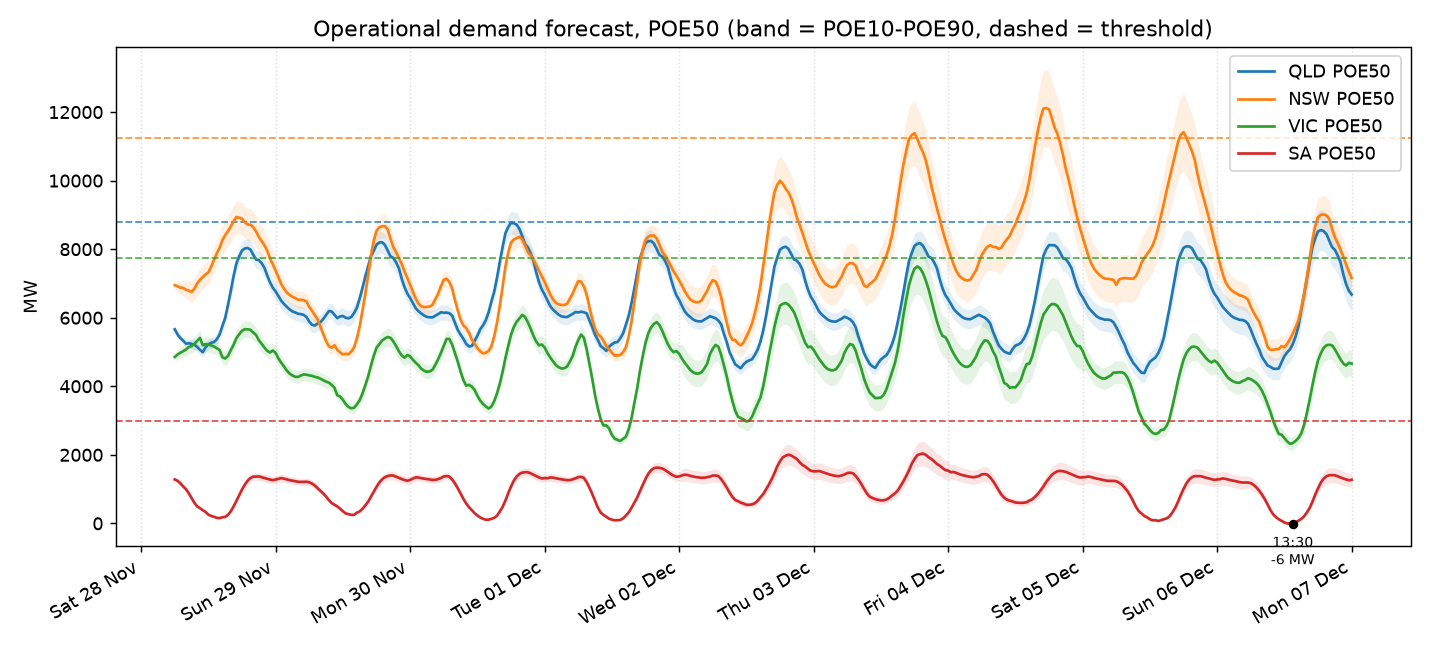 Operational demand forecast, POE50 (band = POE10-POE90, dashed = threshold)
QLD POE50
NSW POE50
VIC POE50
SA POE50
MW
12000
10000
8000
6000
4000
2000
0
13:30
-6 MW
Sat 28 Nov
Sun 29 Nov
Mon 30 Nov
Tue 01 Dec
Wed 02 Dec
Thu 03 Dec
Fri 04 Dec
Sat 05 Dec
Sun 06 Dec
Mon 07 Dec